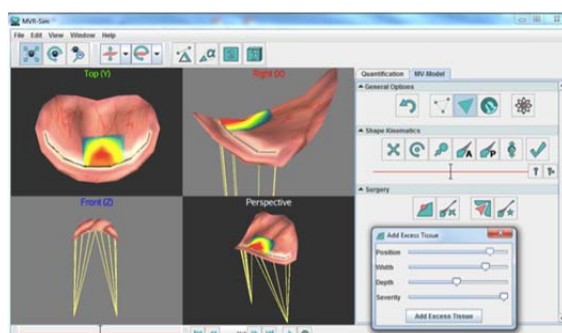 MVR-Sim
File Edit View Window Help
Top (Y)
Right (X)
Quantification MV-Model
General Options
Shape Kinematics
A P
? 
Surgery
Front (Z)
Perspective
Add Excess Tissue
Position
Width
Depth
Severity
Add Excess Tissue